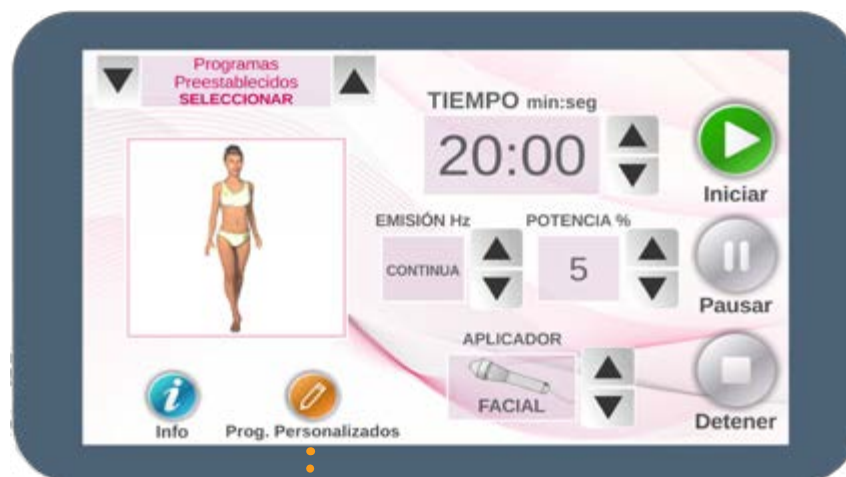 Programas
Preestablecidos
SELECCIONAR
TIEMPO min:seg
20:00
Iniciar
EMISIÓN Hz
POTENCIA %
CONTINUA
5
Pausar
APLICADOR
FACIAL
Detener
Info
Prog. Personalizados